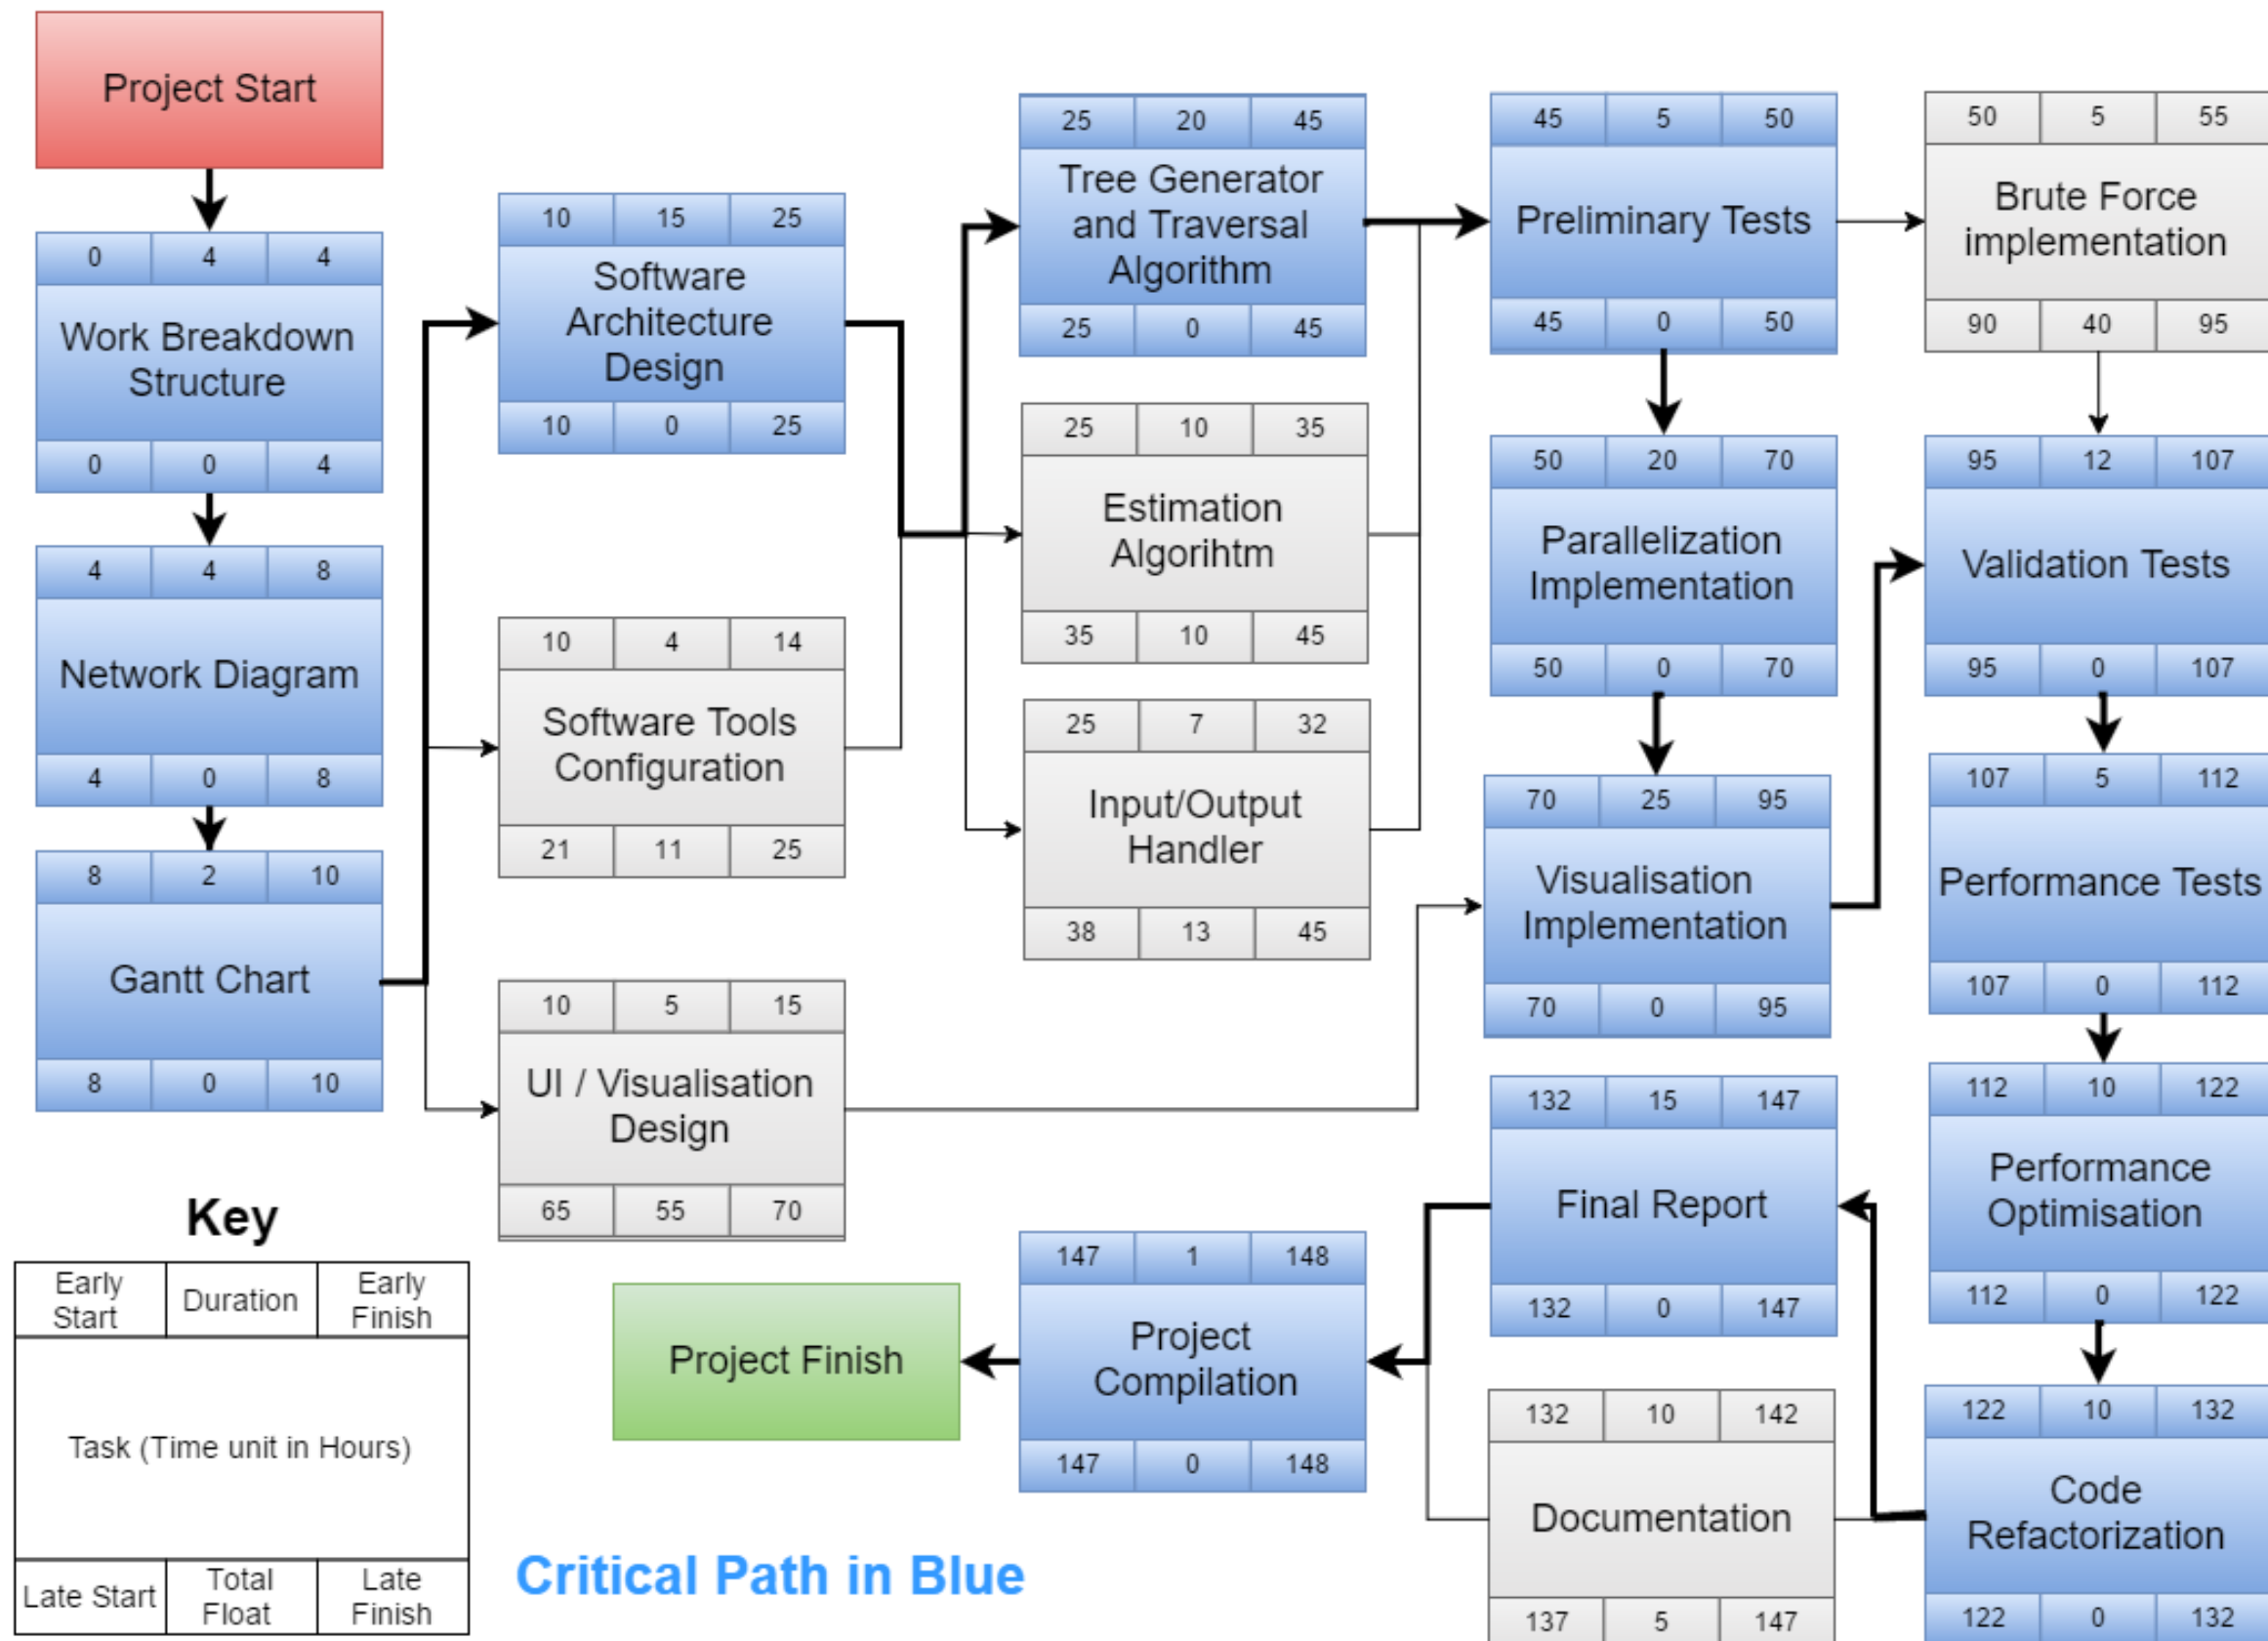 Project Start
0 4 4
Work Breakdown
Structure
0 0 4
4 4 8
Network Diagram
4 0 8
8 2 10
Gantt Chart
8 0 10
10 15 25
Software
Architecture
Design
10 0 25
10 4 14
Software Tools
Configuration
21 11 25
10 5 15
UI / Visualisation
Design
65 55 70
25 20 45
Tree Generator
and Traversal
Algorithm
25 0 45
25 10 35
Estimation
Algorihtm
35 10 45
25 7 32
Input/Output
Handler
38 13 45
45 5 50
Preliminary Tests
45 0 50
50 20 70
Parallelization
Implementation
50 0 70
70 25 95
Visualisation
Implementation
70 0 95
50 5 55
Brute Force
implementation
90 40 95
95 12 107
Validation Tests
95 0 107
107 5 112
Performance Tests
107 0 112
112 10 122
Performance
Optimisation
112 0 122
122 10 132
Code
Refactorization
122 0 132
132 15 147
Final Report
132 0 147
132 10 142
Documentation
137 5 147
147 1 148
Project
Compilation
147 0 148
Project Finish
Key
Early
Start
Duration
Early
Finish
Task (Time unit in Hours)
Late Start
Total
Float
Late
Finish
Critical Path in Blue